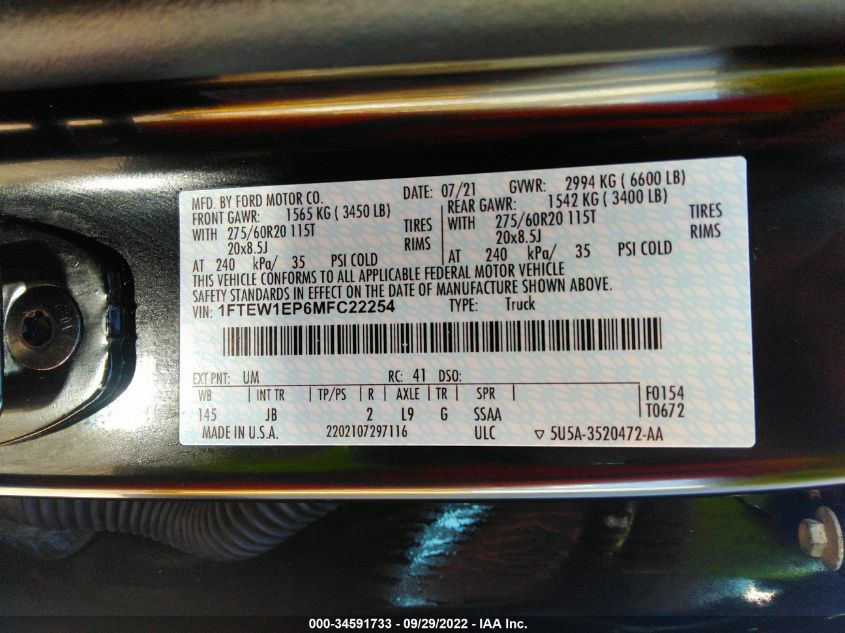 MFD. BY FORD MOTOR CO. DATE: 07/21 GVWR: 2994 KG ( 6600 LB)
FRONT GAWR: 1565 KG ( 3450 LB) REAR GAWR: 1542 KG ( 3400 LB)
WITH 275/60R20 115T TIRES WITH 275/60R20 115T TIRES
20x8.5J RIMS 20x8.5J RIMS
AT 240 kPa/ 35 PSI COLD AT 240 kPa/ 35 PSI COLD
THIS VEHICLE CONFORMS TO ALL APPLICABLE FEDERAL MOTOR VEHICLE
SAFETY STANDARDS IN EFFECT ON THE DATE OF MANUFACTURE SHOWN ABOVE.
VIN: 1FTEW1EP6MFC22254 TYPE: Truck
EXT PNT: UM RC: 41 DSO:
WB INT TR TP/PS R AXLE TR SPR F0154
145 JB 2 L9 G SSAA T0672
MADE IN U.S.A. 2202107297116 ULC ▽ 5U5A-3520472-AA
000-34591733 - 09/29/2022 - IAA Inc.